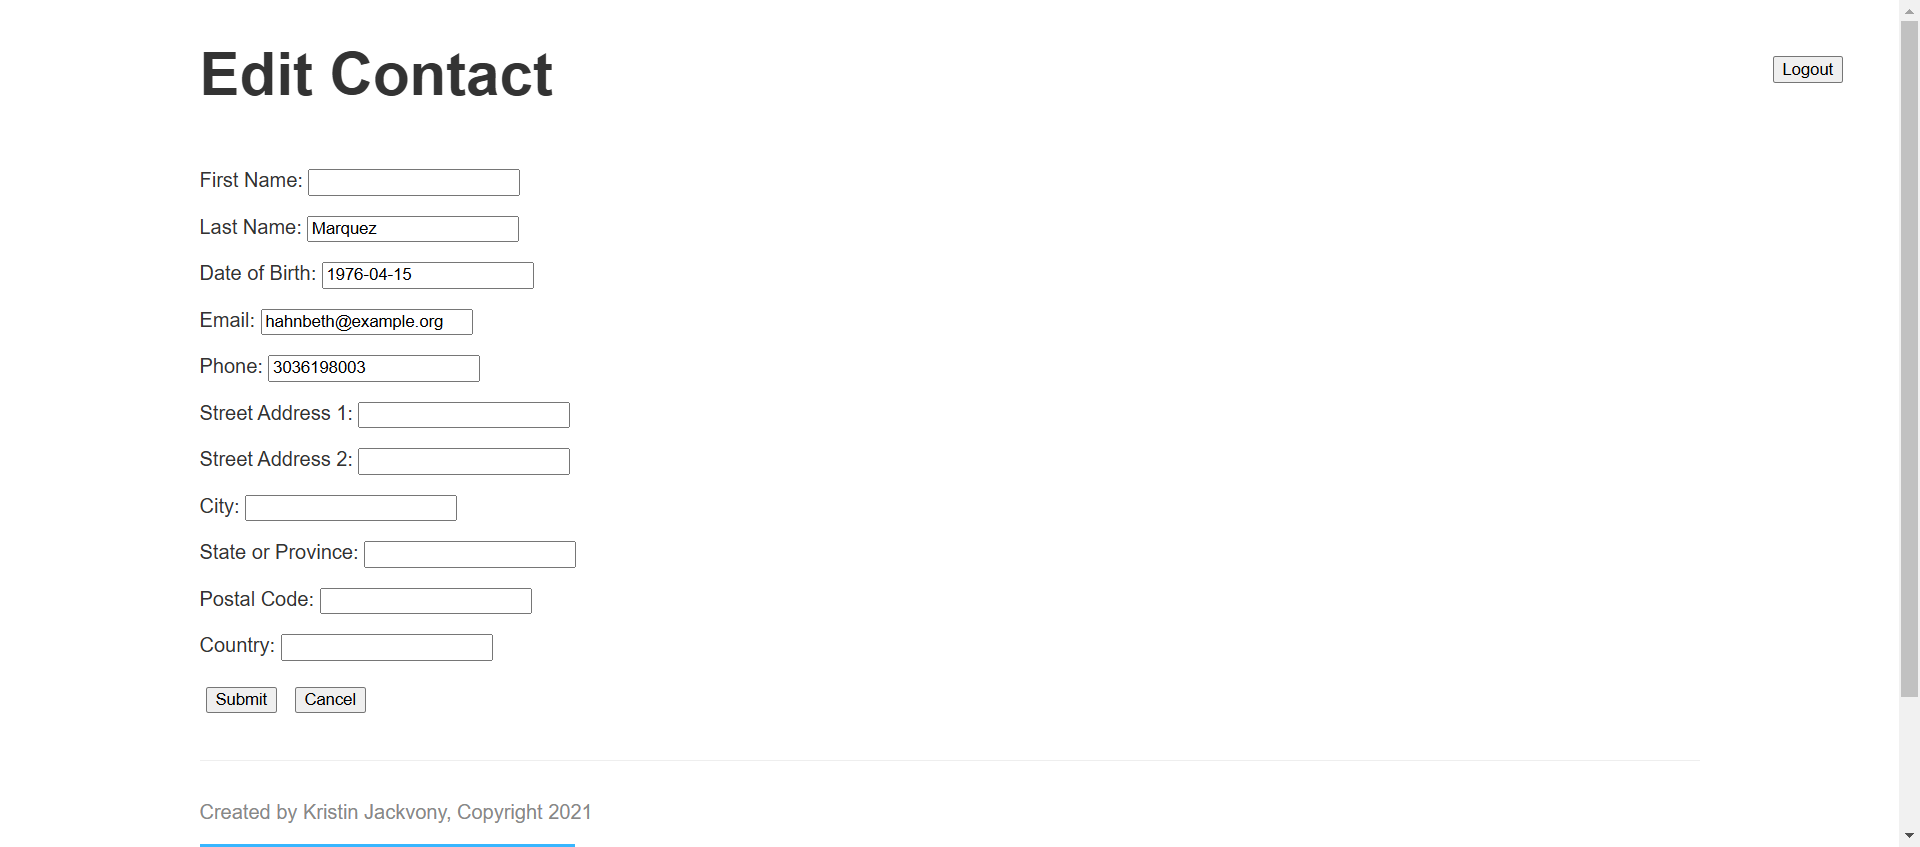 Edit Contact
Logout
First Name:
Last Name: Marquez
Date of Birth: 1976-04-15
Email: hahnbeth@example.org
Phone: 3036198003
Street Address 1:
Street Address 2:
City:
State or Province:
Postal Code:
Country:
Submit Cancel
Created by Kristin Jackvony, Copyright 2021